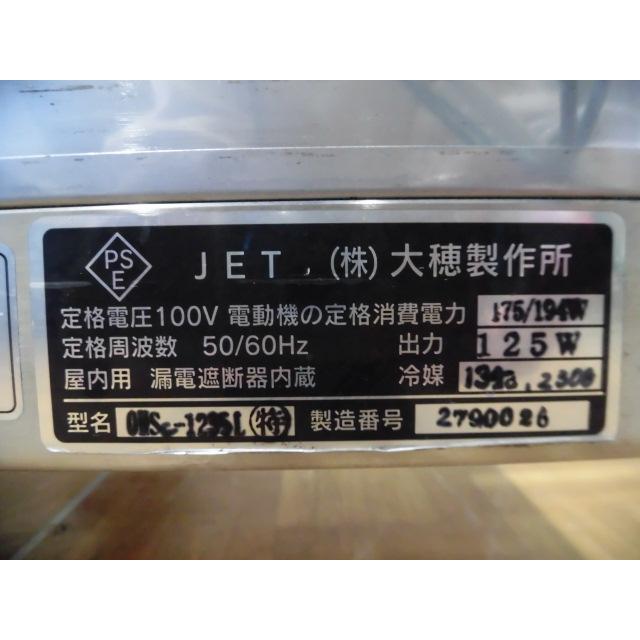 PS
E
JET (株)大穂製作所
定格電圧100V 電動機の定格消費電力 175/194W
定格周波数 50/60Hz 出力 125W
屋内用 漏電遮断器内蔵 冷媒 134a, 230g
型名 (特) 製造番号 2790026